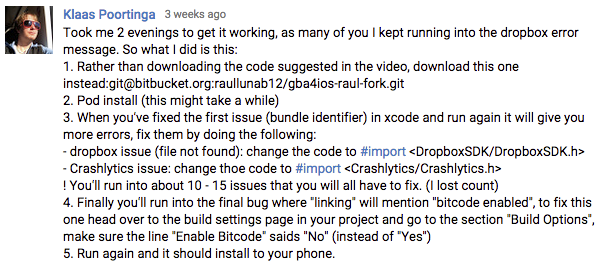 Klaas Poortinga 3 weeks ago
Took me 2 evenings to get it working, as many of you I kept running into the dropbox error
message. So what I did is this:
1. Rather than downloading the code suggested in the video, download this one
instead:git@bitbucket.org:raullunab12/gba4ios-raul-fork.git
2. Pod install (this might take a while)
3. When you've fixed the first issue (bundle identifier) in xcode and run again it will give you
more errors, fix them by doing the following:
- dropbox issue (file not found): change the code to #import <DropboxSDK/DropboxSDK.h>
- Crashlytics issue: change thoe code to #import <Crashlytics/Crashlytics.h>
! You'll run into about 10 - 15 issues that you will all have to fix. (I lost count)
4. Finally you'll run into the final bug where "linking" will mention "bitcode enabled", to fix this
one head over to the build settings page in your project and go to the section "Build Options",
make sure the line "Enable Bitcode" saids "No" (instead of "Yes")
5. Run again and it should install to your phone.